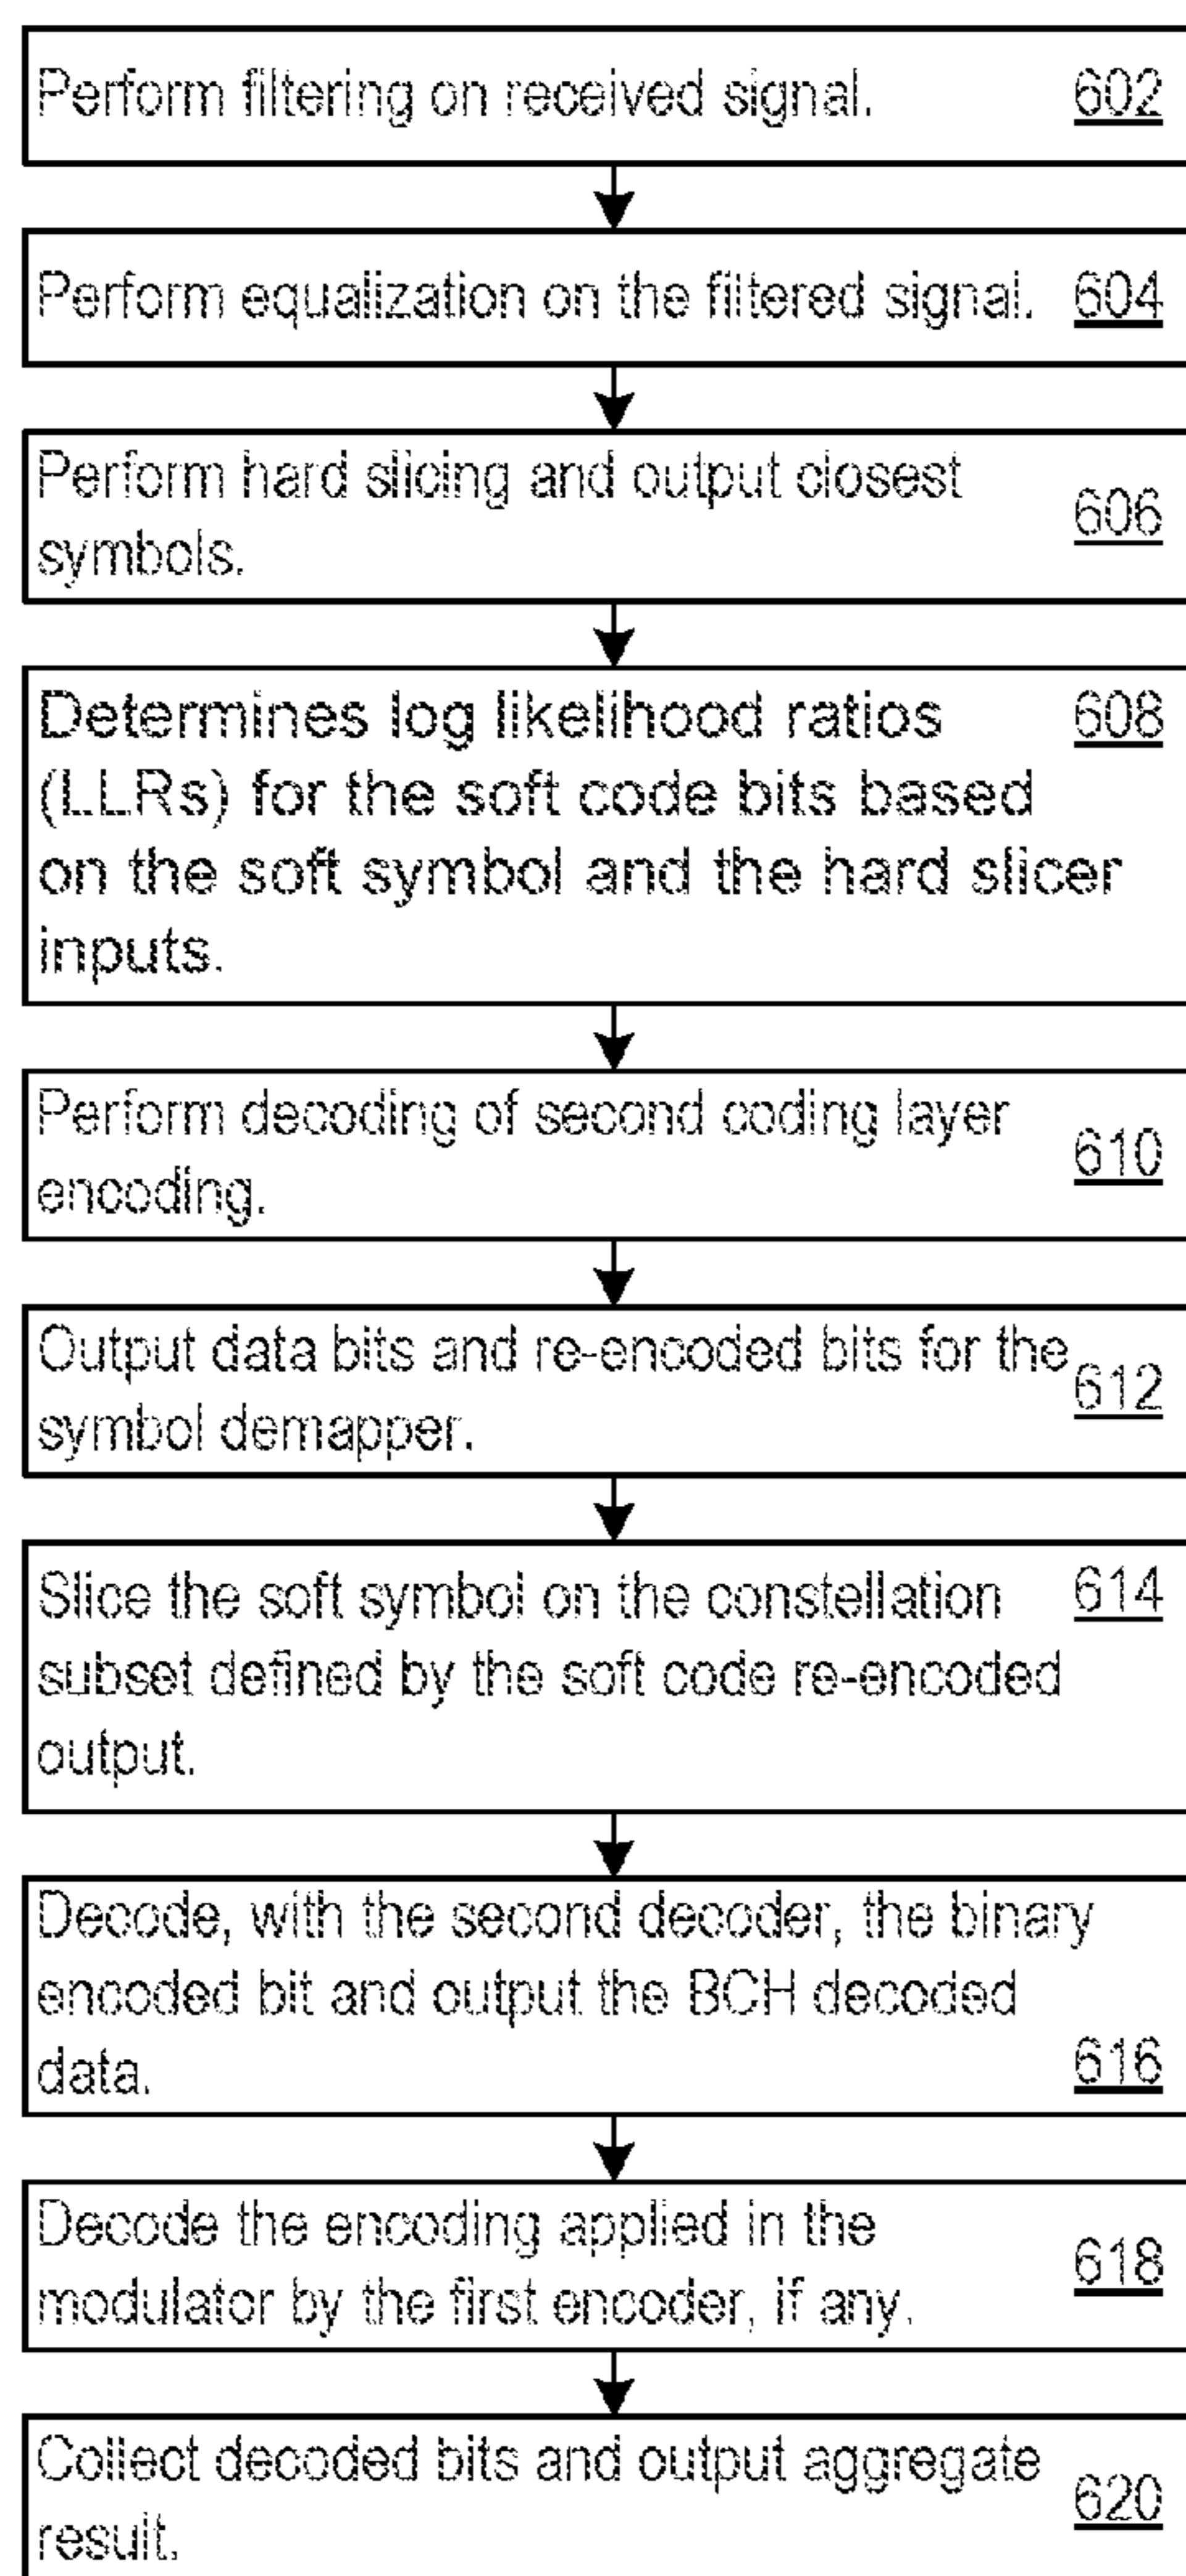 Perform filtering on received signal. 602
Perform equalization on the filtered signal. 604
Perform hard slicing and output closest
symbols.
606
Determines log likelihood ratios 608
(LLRs) for the soft code bits based
on the soft symbol and the hard slicer
inputs.
Perform decoding of second coding layer
encoding.
610
Output data bits and re-encoded bits for the
symbol demapper.
612
Slice the soft symbol on the constellation 614
subset defined by the soft code re-encoded
output.
Decode, with the second decoder, the binary
encoded bit and output the BCH decoded
data. 616
Decode the encoding applied in the
modulator by the first encoder, if any.
618
Collect decoded bits and output aggregate
result.
620